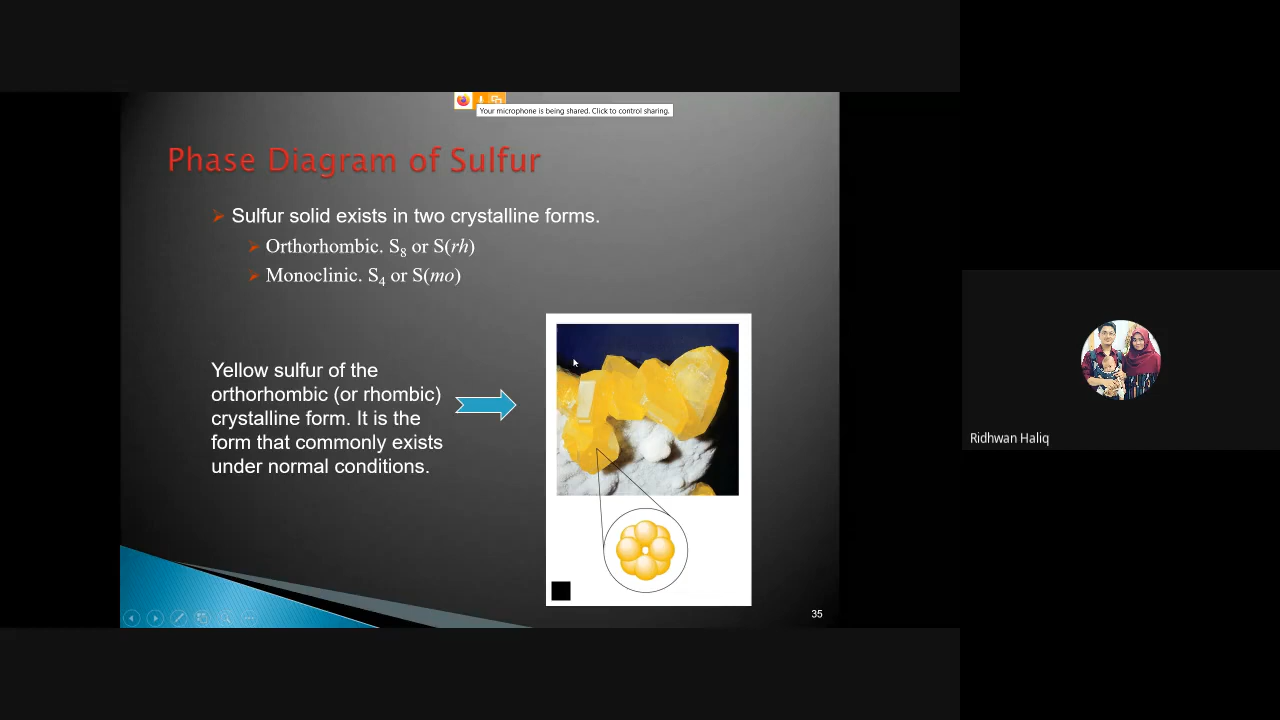 Your microphone is being shared. Click to control sharing.
Phase Diagram of Sulfur
Sulfur solid exists in two crystalline forms.
Orthorhombic. S₈ or S(rh)
Monoclinic. S₄ or S(mo)
Yellow sulfur of the
orthorhombic (or rhombic)
crystalline form. It is the
form that commonly exists
under normal conditions.
35
Ridhwan Haliq